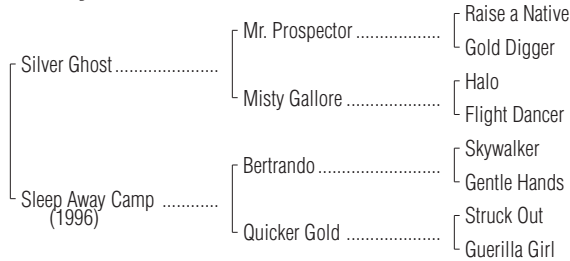 Raise a Native
Mr. Prospector ..................
Gold Digger
Silver Ghost......................
Halo
Misty Gallore ....................
Flight Dancer
Skywalker
Bertrando..........................
Gentle Hands
Sleep Away Camp ............
(1996)
Struck Out
Quicker Gold ....................
Guerilla Girl